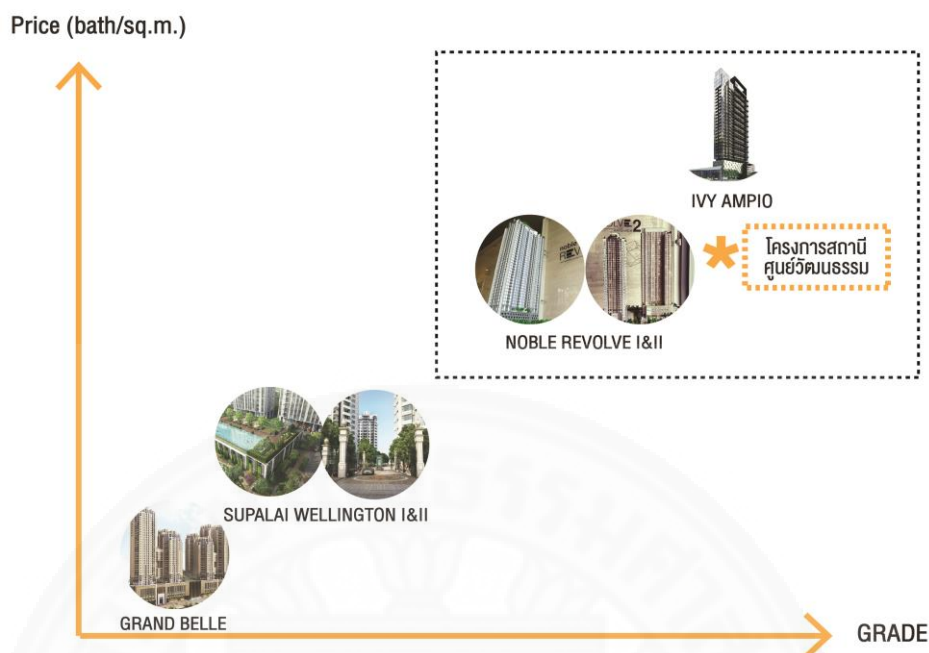 Price (bath/sq.m.)
IVY AMPIO
โครงการสถานี
ศูนย์วัฒนธรรม
NOBLE REVOLVE I&II
SUPALAI WELLINGTON I&II
GRAND BELLE
GRADE